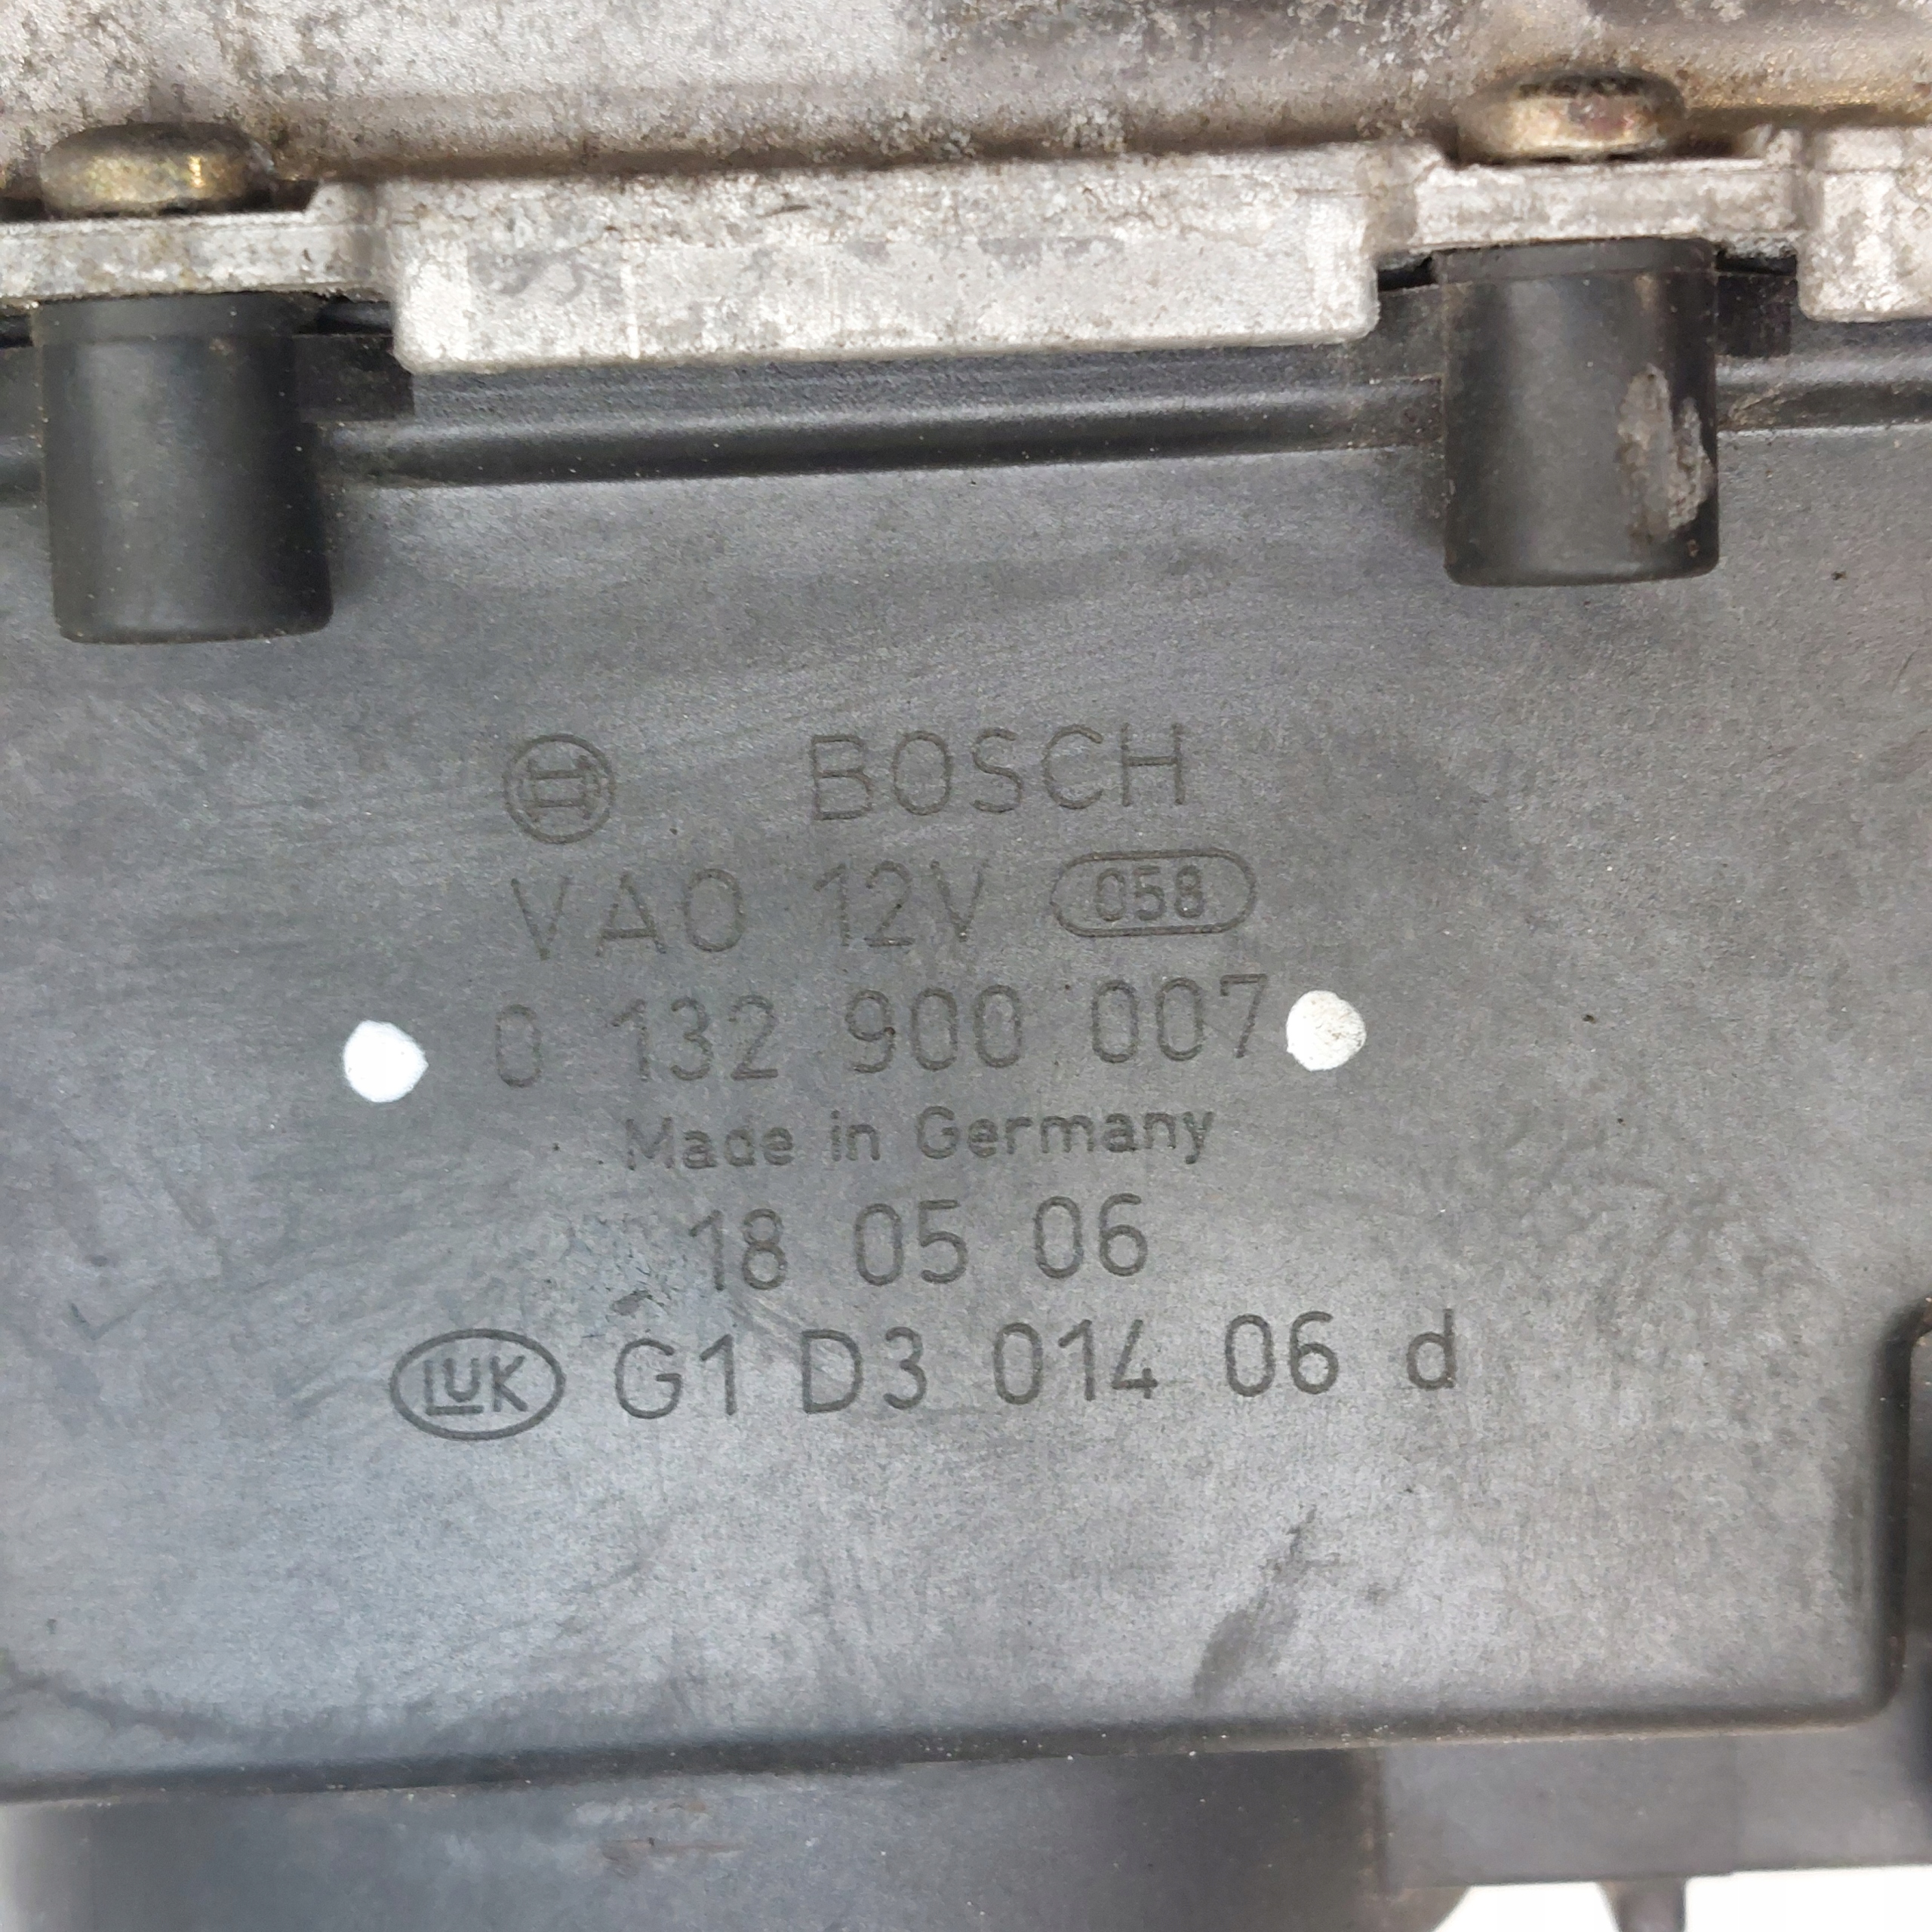 BOSCH
VAO 12V 058
0 132 900 007
Made in Germany
18 05 06
LUK G1 D3 014 06 d